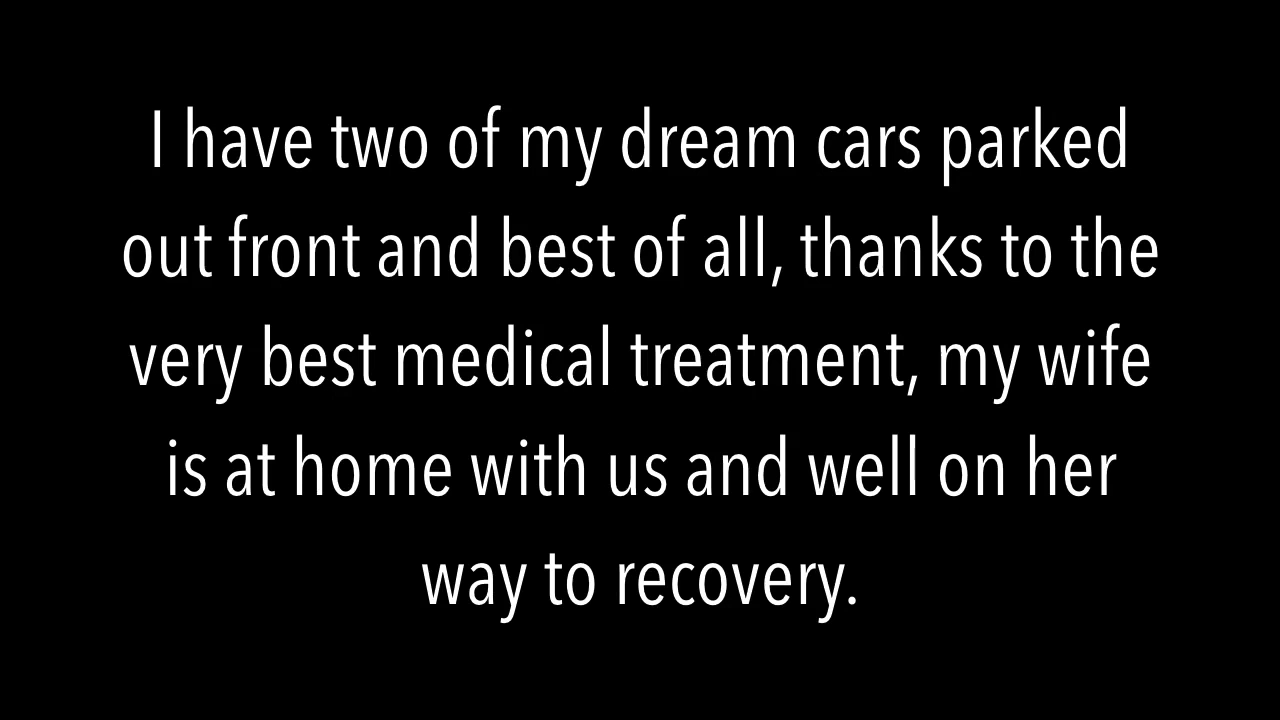 I have two of my dream cars parked
out front and best of all, thanks to the
very best medical treatment, my wife
is at home with us and well on her
way to recovery.